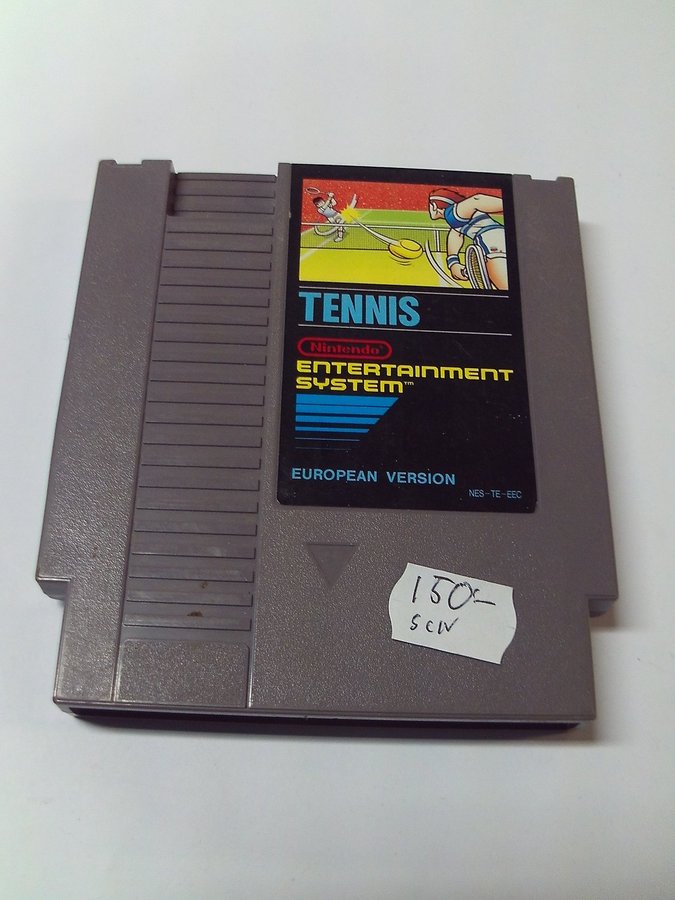 TENNIS
Nintendo®
ENTERTAINMENT
SYSTEM™
EUROPEAN VERSION
NES-TE-EEC
150-
SCN